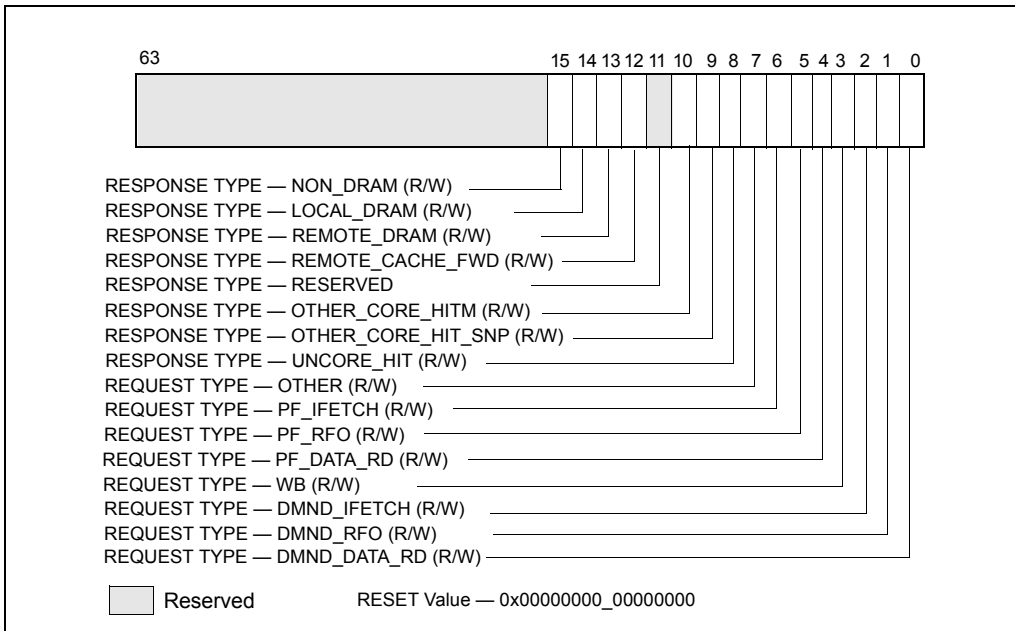 63 15 14 13 12 11 10 9 8 7 6 5 4 3 2 1 0
RESPONSE TYPE — NON_DRAM (R/W)
RESPONSE TYPE — LOCAL_DRAM (R/W)
RESPONSE TYPE — REMOTE_DRAM (R/W)
RESPONSE TYPE — REMOTE_CACHE_FWD (R/W)
RESPONSE TYPE — RESERVED
RESPONSE TYPE — OTHER_CORE_HITM (R/W)
RESPONSE TYPE — OTHER_CORE_HIT_SNP (R/W)
RESPONSE TYPE — UNCORE_HIT (R/W)
REQUEST TYPE — OTHER (R/W)
REQUEST TYPE — PF_IFETCH (R/W)
REQUEST TYPE — PF_RFO (R/W)
REQUEST TYPE — PF_DATA_RD (R/W)
REQUEST TYPE — WB (R/W)
REQUEST TYPE — DMND_IFETCH (R/W)
REQUEST TYPE — DMND_RFO (R/W)
REQUEST TYPE — DMND_DATA_RD (R/W)
Reserved RESET Value — 0x00000000_00000000